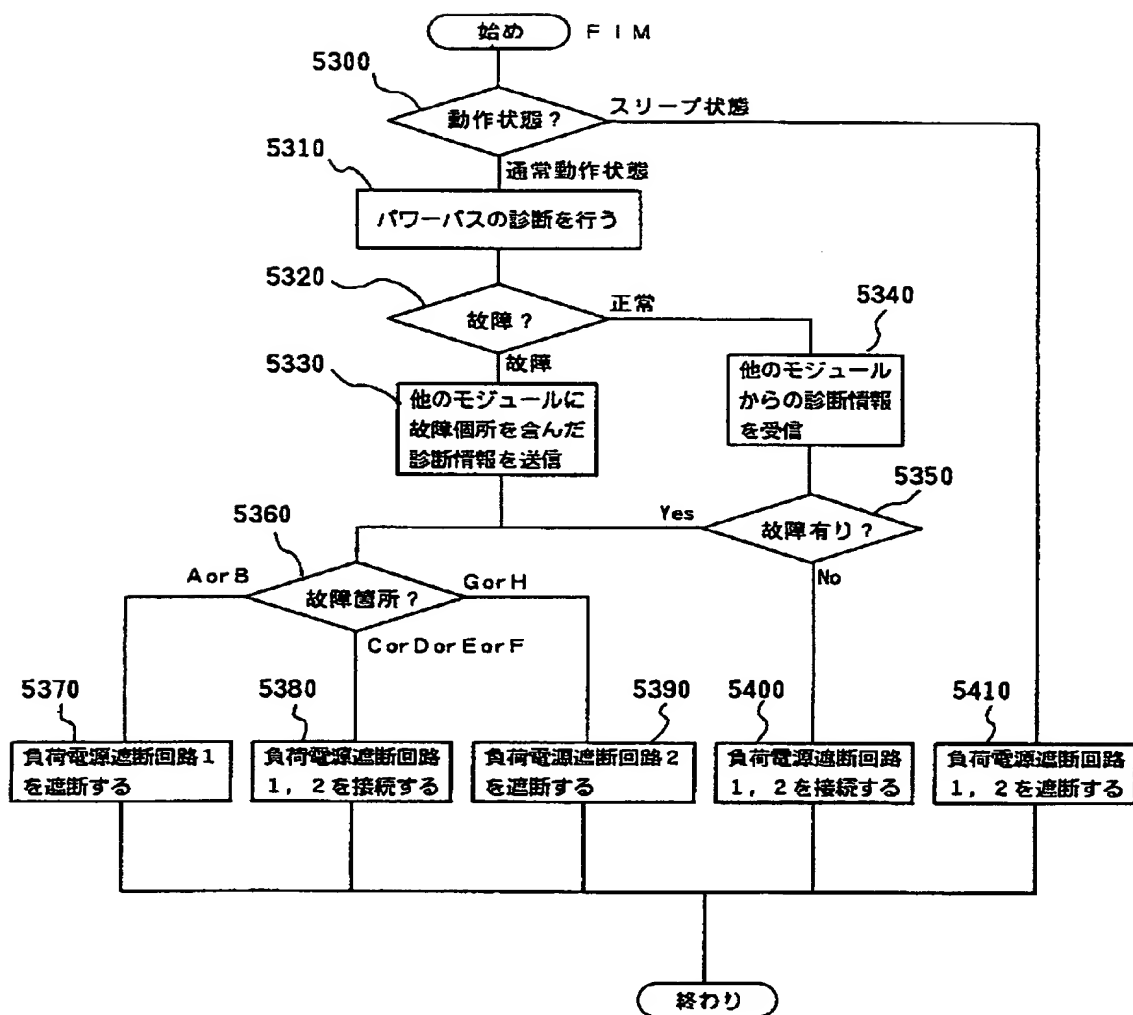 始め FIM
5300
動作状態？
スリープ状態
5310
通常動作状態
パワーバスの診断を行う
5320
故障？
正常
5340
故障
5330
他のモジュールに
故障個所を含んだ
診断情報を送信
他のモジュール
からの診断情報
を受信
5350
Yes
故障有り？
No
5360
AorB
故障箇所？
GorH
CorDorEorF
5370
5380
5390
5400
5410
負荷電源遮断回路1
を遮断する
負荷電源遮断回路
1，2を接続する
負荷電源遮断回路2
を遮断する
負荷電源遮断回路
1，2を接続する
負荷電源遮断回路
1，2を遮断する
終わり